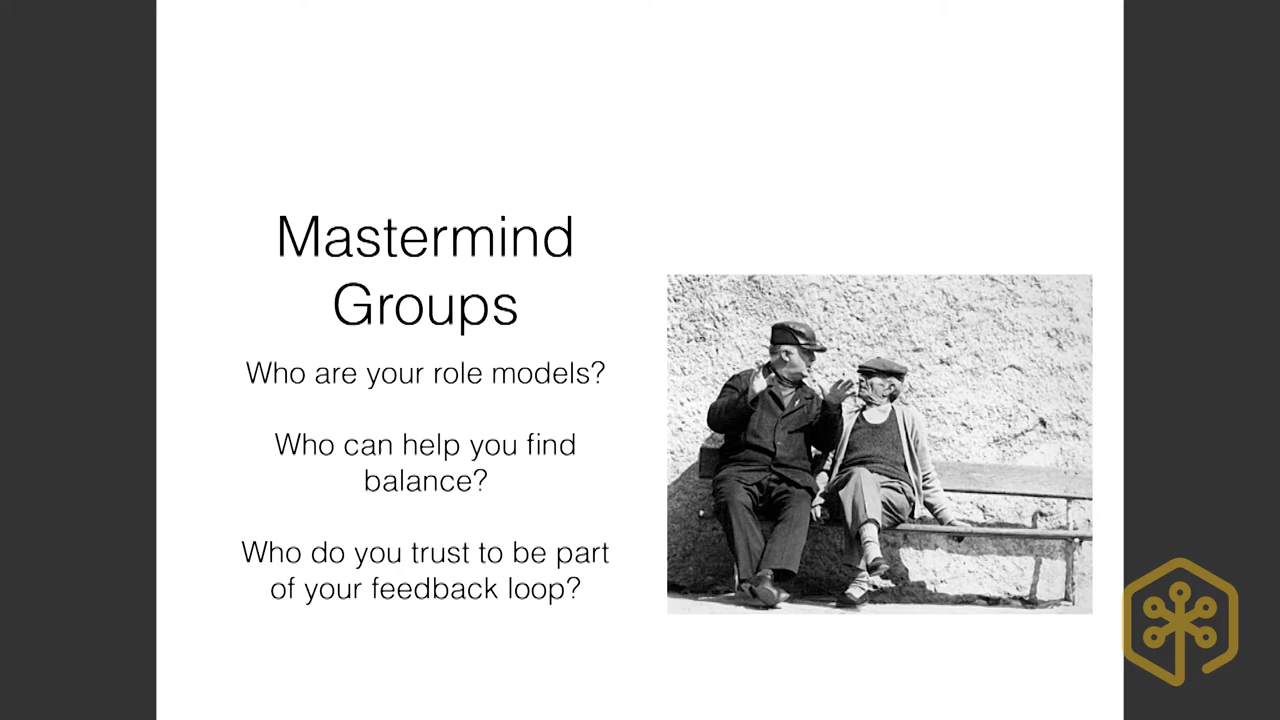 Mastermind
Groups
Who are your role models?
Who can help you find
balance?
Who do you trust to be part
of your feedback loop?